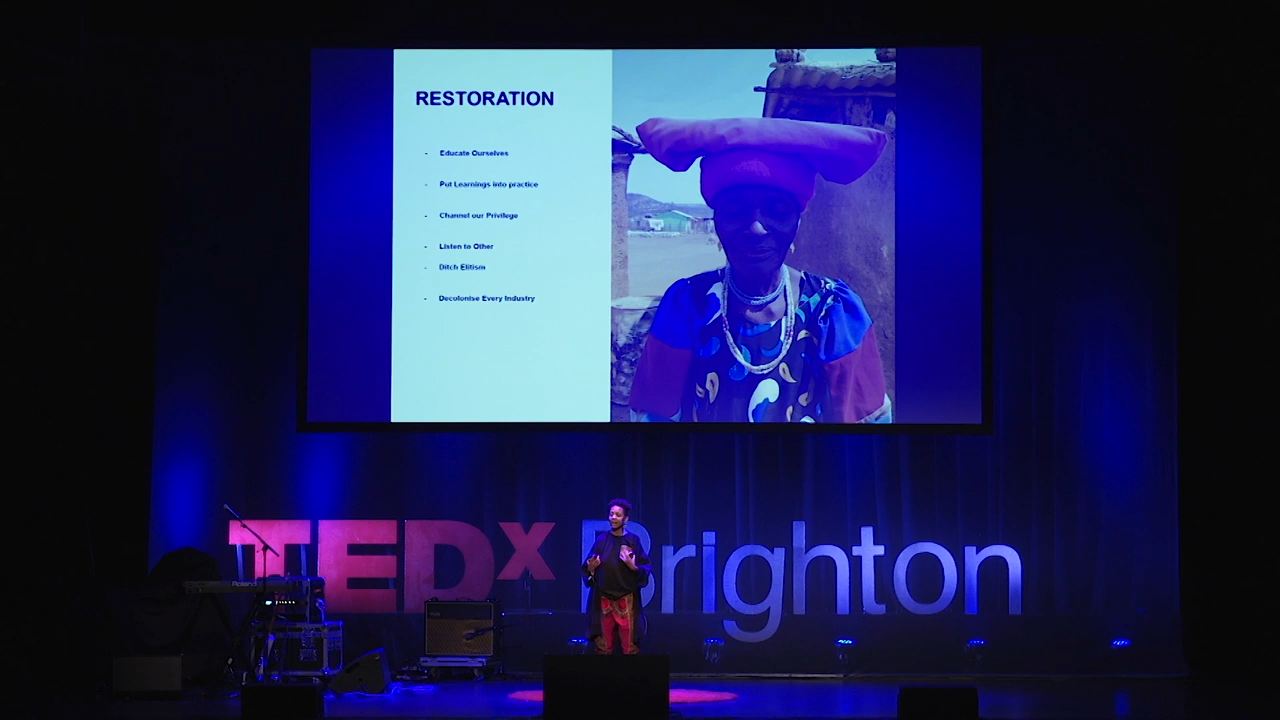 RESTORATION
- Educate Ourselves
- Put Learnings into practice
- Channel our Privilege
- Listen to Other
- Ditch Elitism
- Decolonise Every Industry
TEDx Brighton
Roland